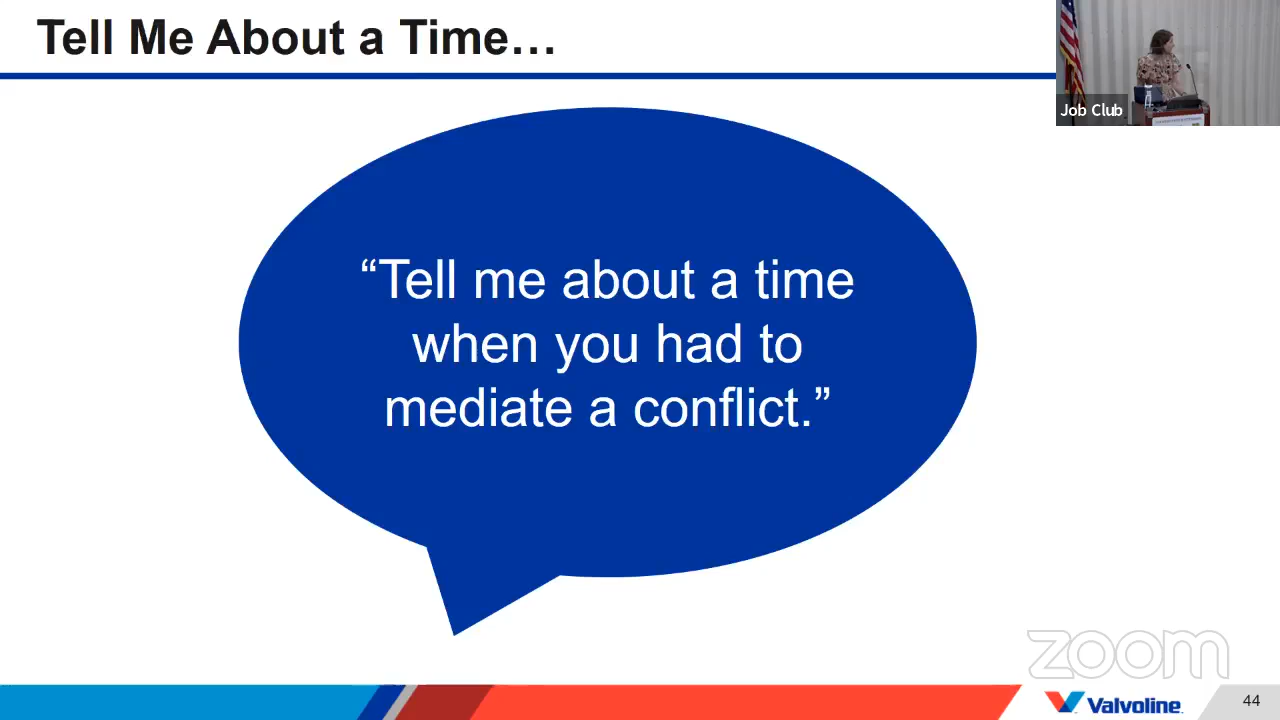 Tell Me About a Time…
Job Club
“Tell me about a time
when you had to
mediate a conflict.”
zoom
Valvoline
44